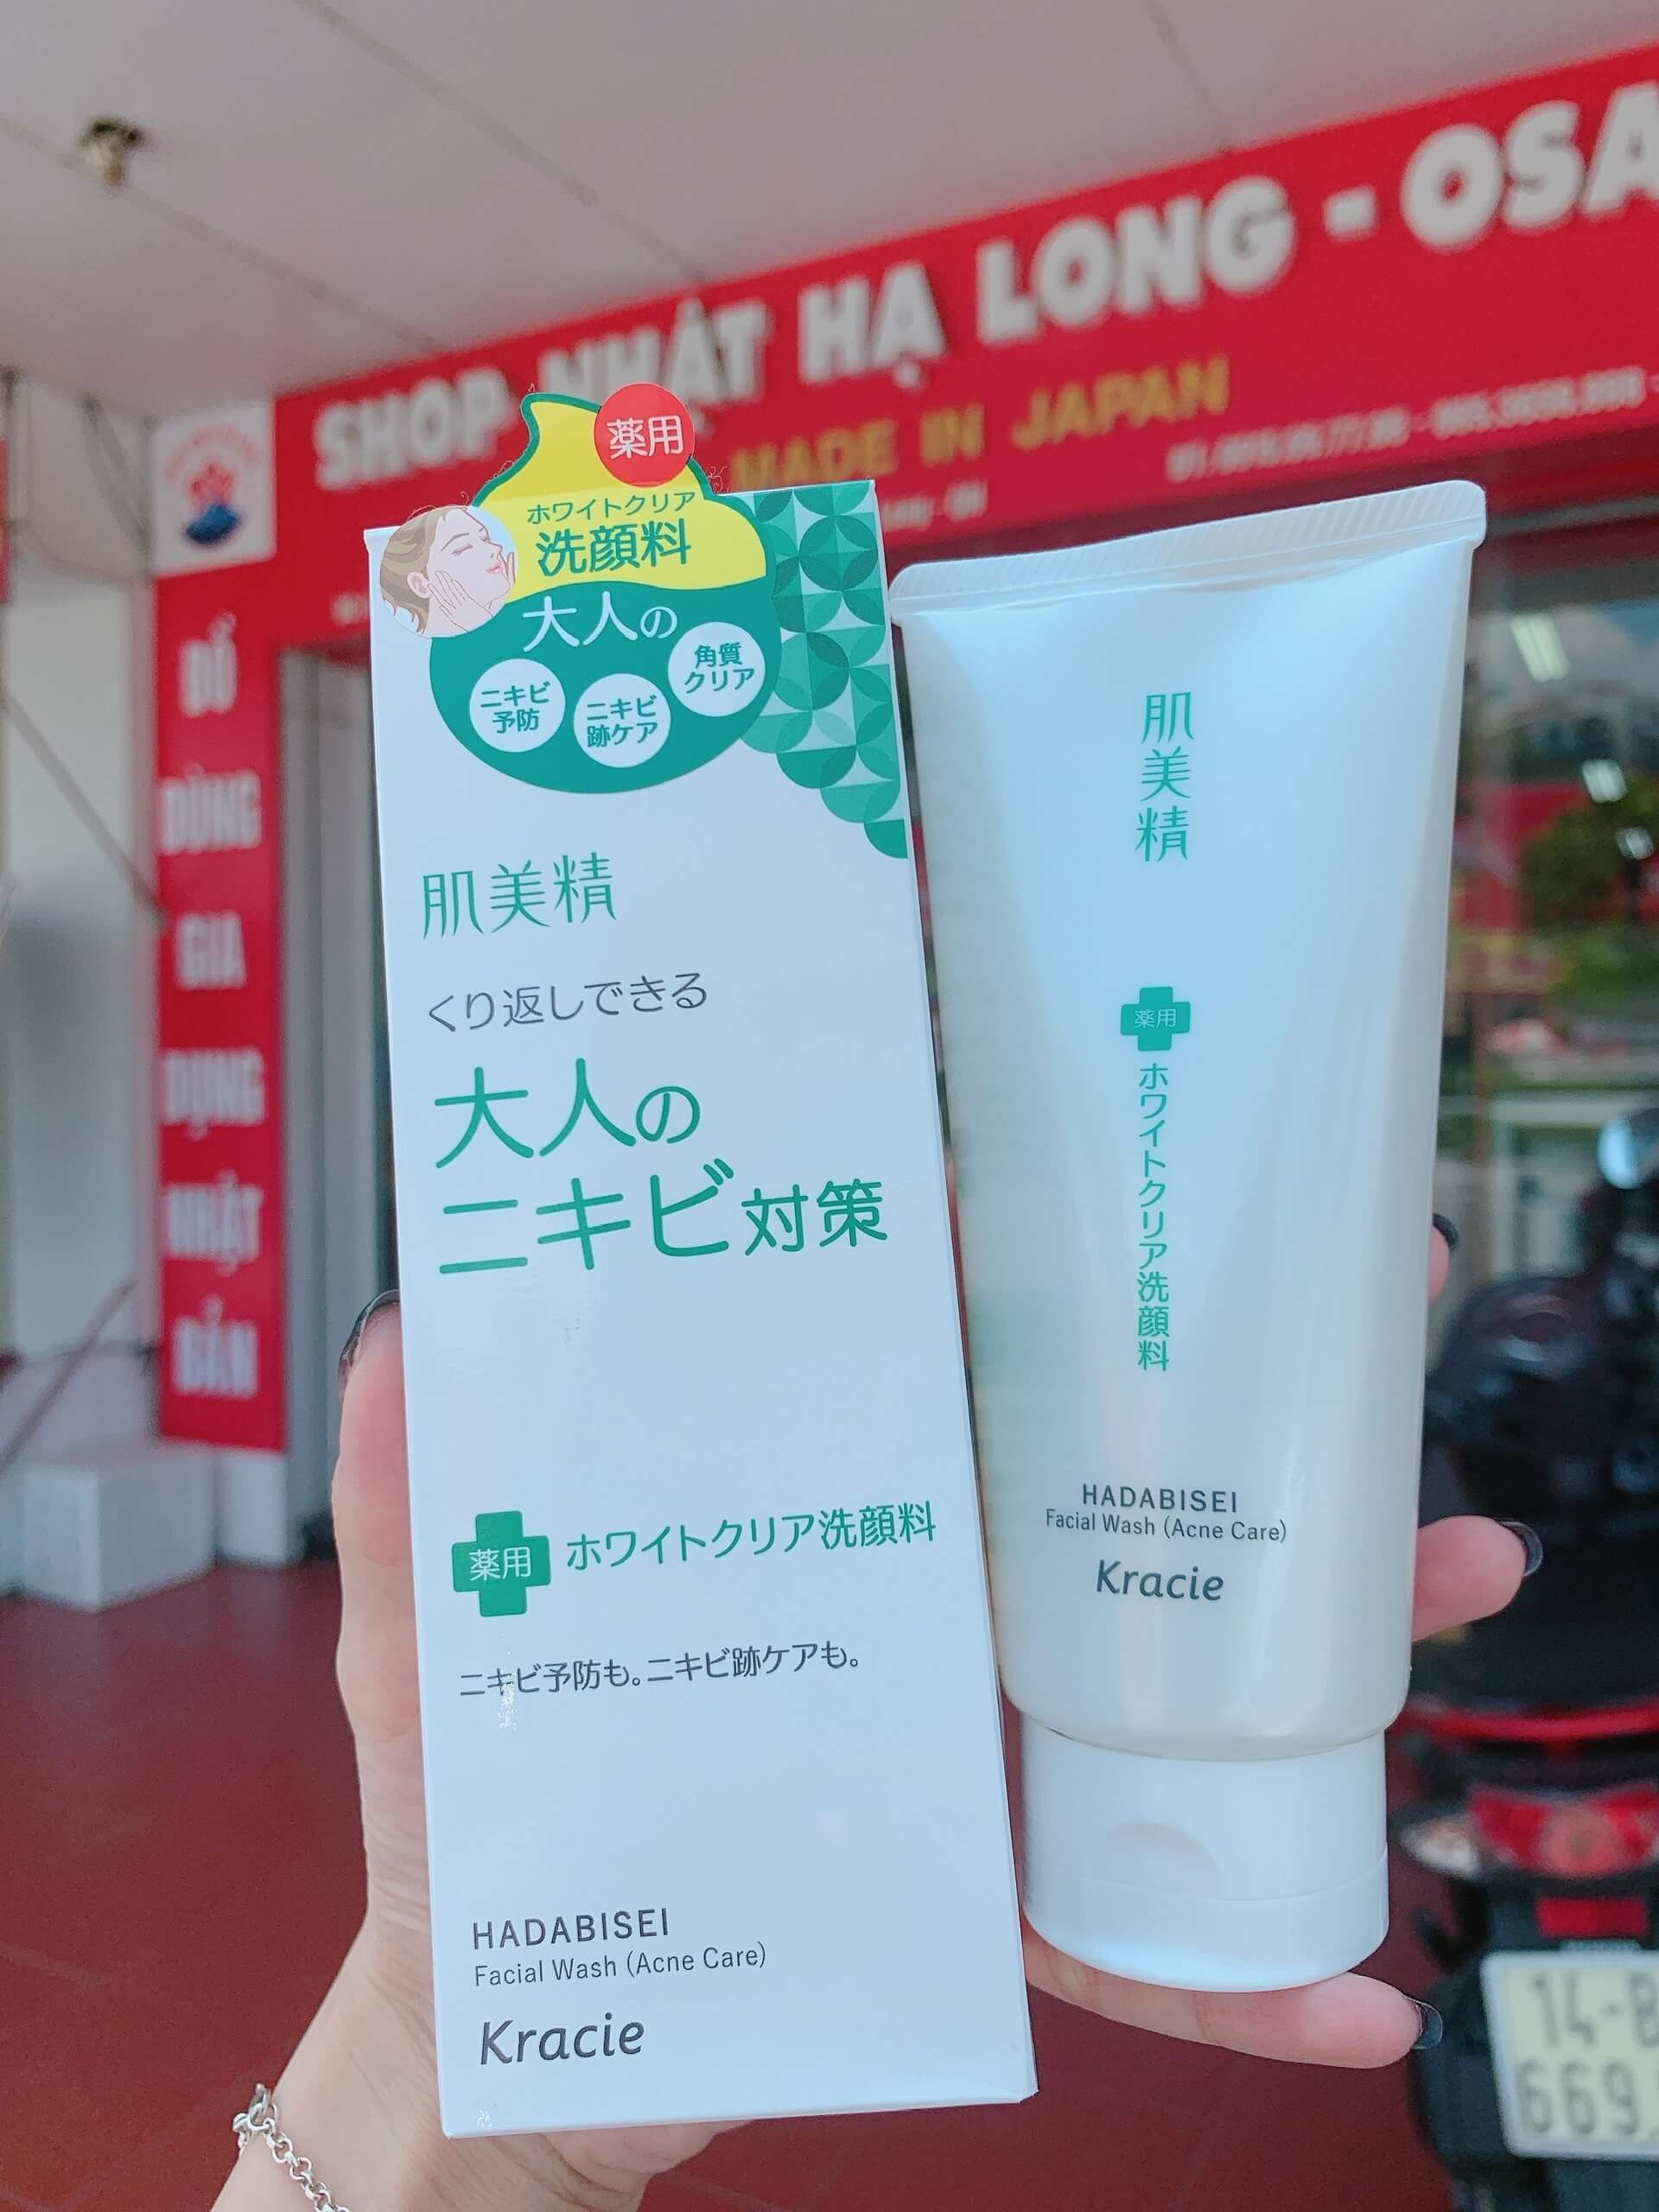 SHOP NHẬT HẠ LONG - OSA
MADE IN JAPAN
ĐỒ
DÙNG
GIA
DỤNG
NHẬT
BẢN
薬用
ホワイトクリア
洗顔料
大人の
ニキビ
予防
ニキビ
跡ケア
角質
クリア
肌美精
くり返しできる
大人の
ニキビ対策
薬用
ホワイトクリア洗顔料
ニキビ予防も。ニキビ跡ケアも。
HADABISEI
Facial Wash (Acne Care)
Kracie
肌美精
薬用
ホワイトクリア洗顔料
HADABISEI
Facial Wash (Acne Care)
Kracie
14-B
669